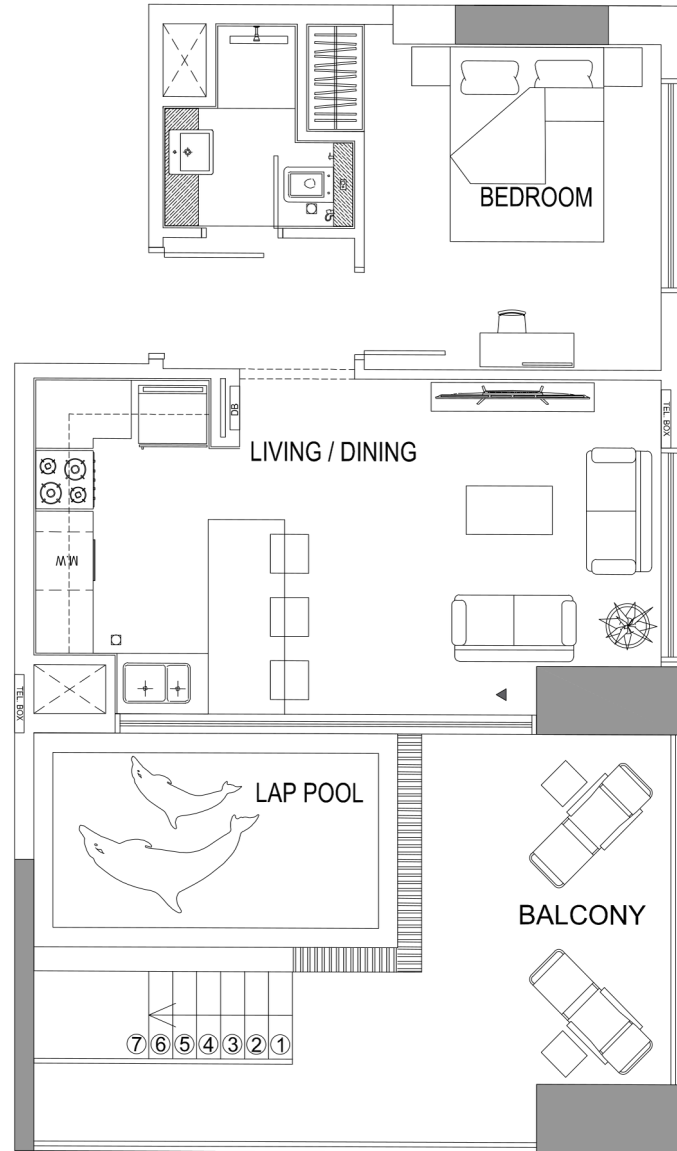 BEDROOM
DB
TEL BOX
LIVING / DINING
M.W
TEL BOX
LAP POOL
BALCONY
7 6 5 4 3 2 1